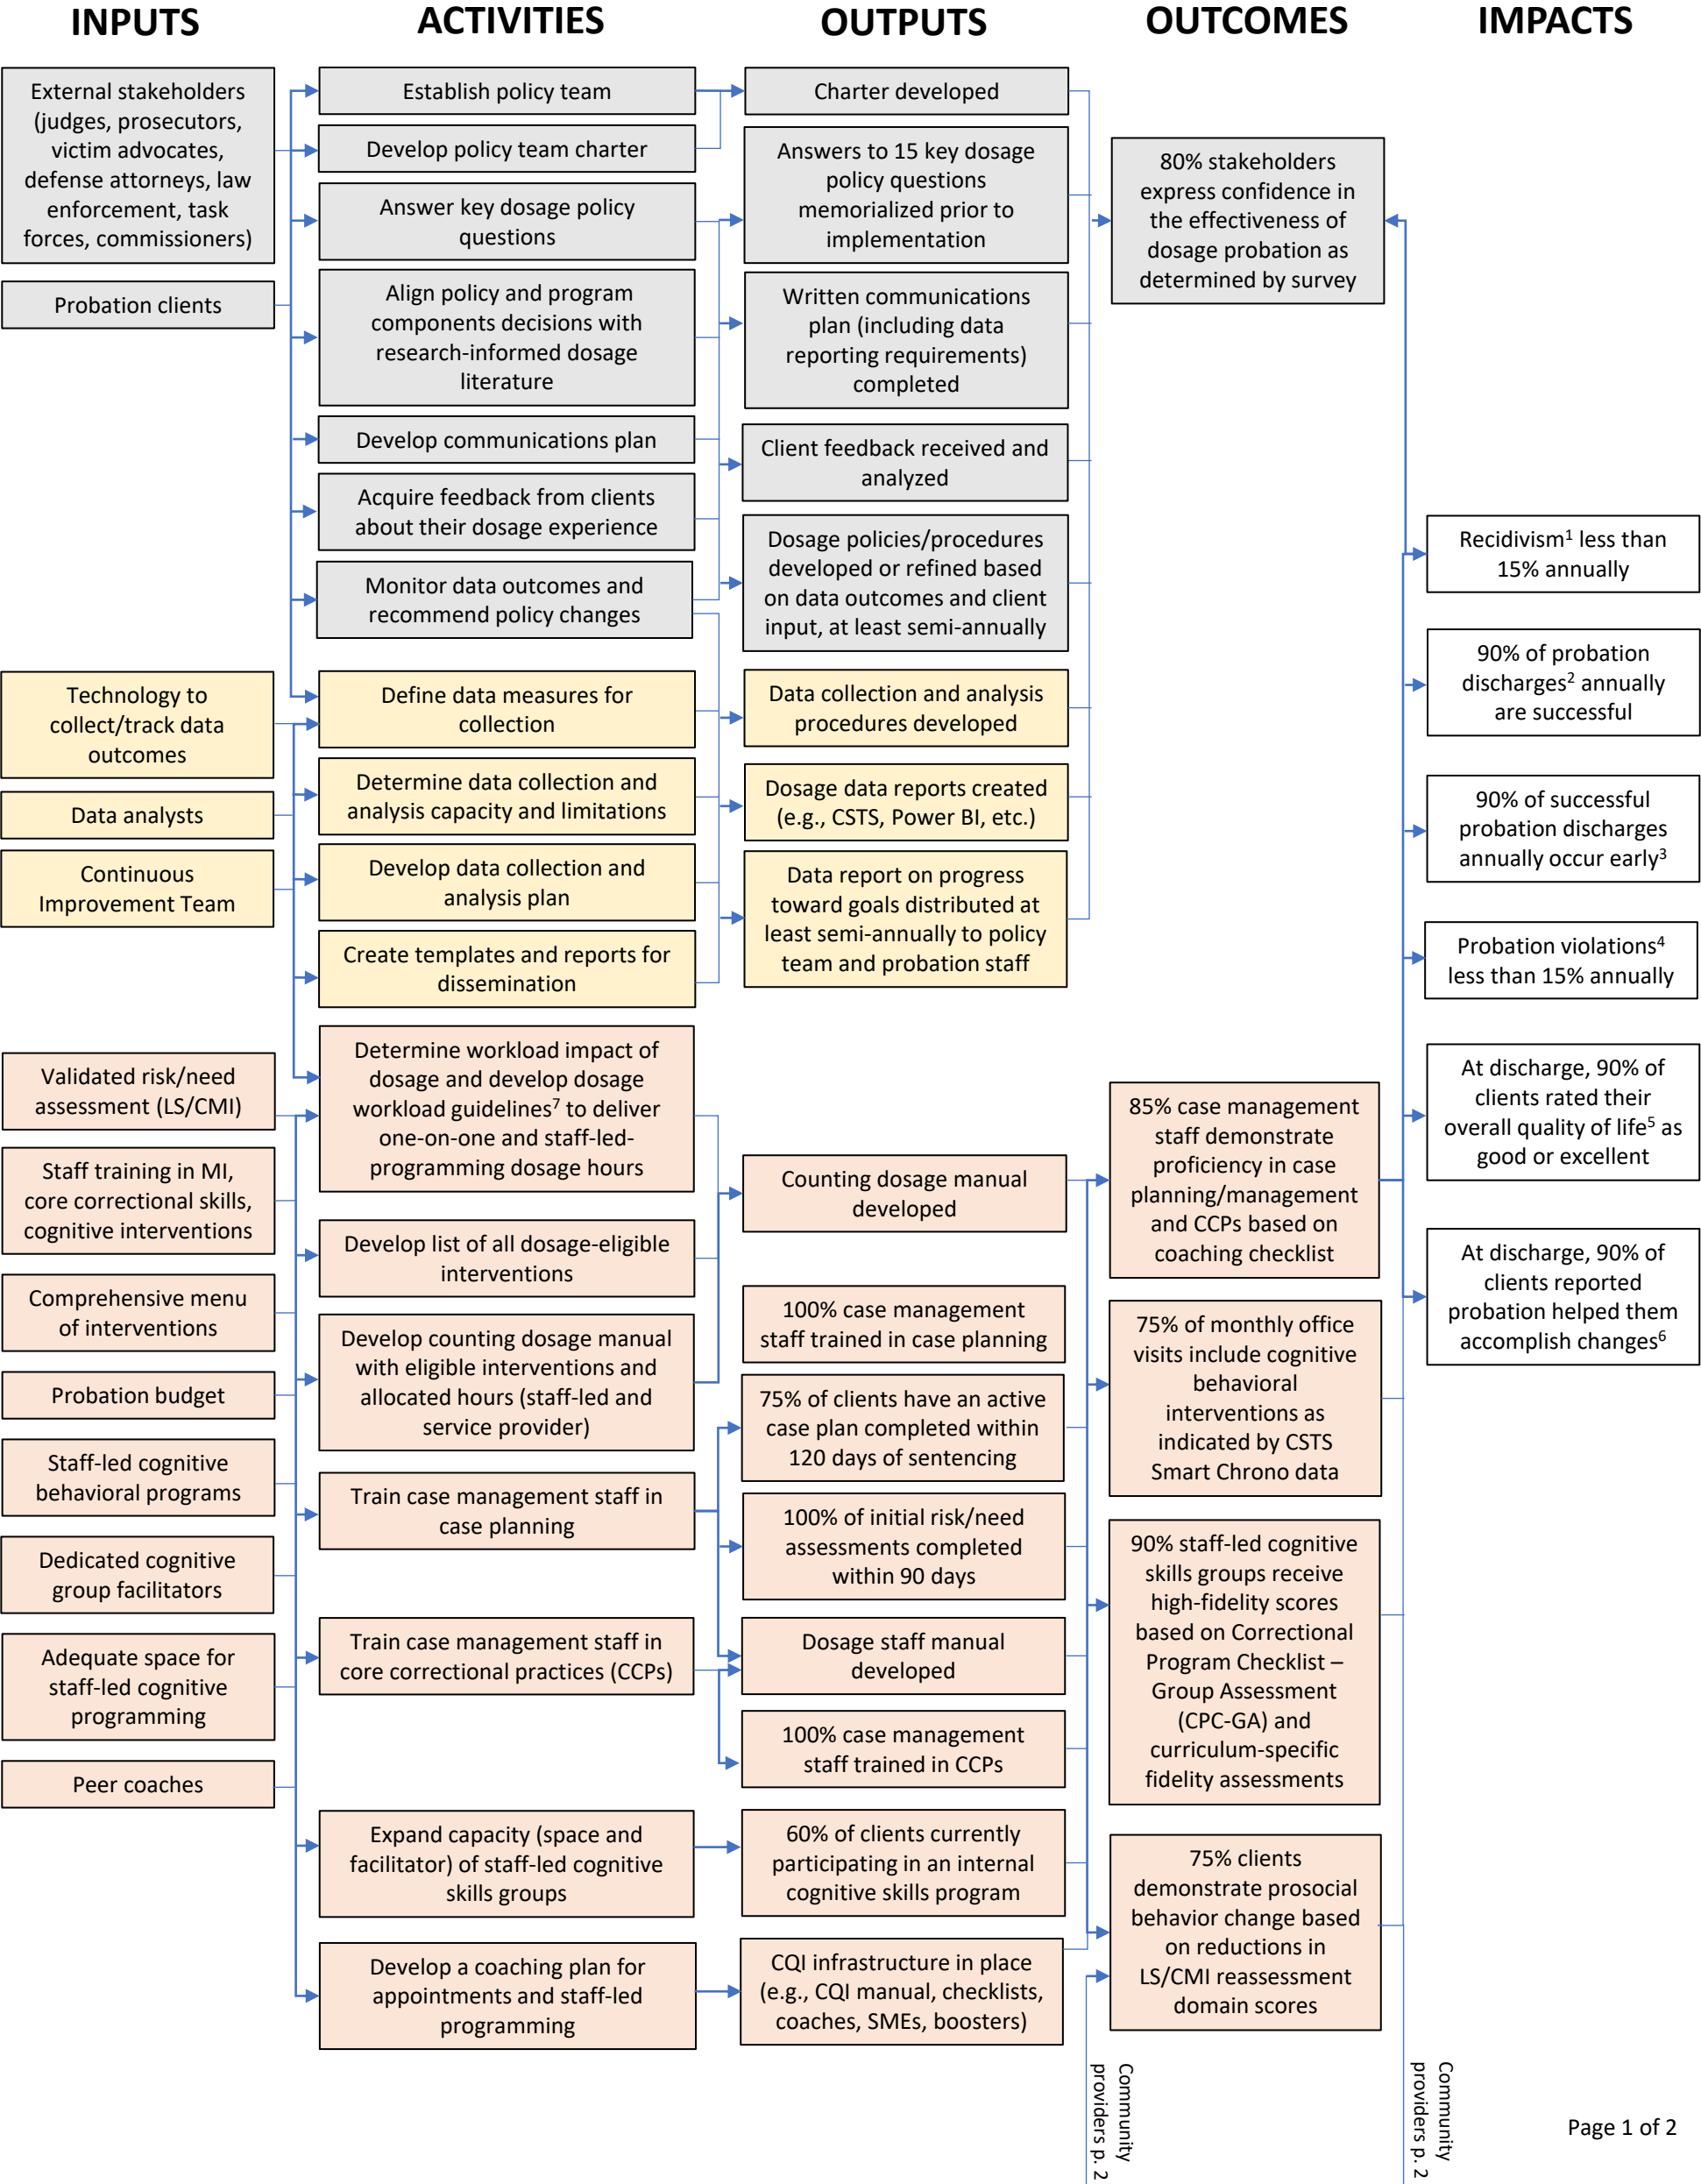 INPUTS
ACTIVITIES
OUTPUTS
OUTCOMES
IMPACTS
External stakeholders
(judges, prosecutors,
victim advocates,
defense attorneys, law
enforcement, task
forces, commissioners)
Probation clients
Technology to
collect/track data
outcomes
Data analysts
Continuous
Improvement Team
Validated risk/need
assessment (LS/CMI)
Staff training in MI,
core correctional skills,
cognitive interventions
Comprehensive menu
of interventions
Probation budget
Staff-led cognitive
behavioral programs
Dedicated cognitive
group facilitators
Adequate space for
staff-led cognitive
programming
Peer coaches
Establish policy team
Develop policy team charter
Answer key dosage policy
questions
Align policy and program
components decisions with
research-informed dosage
literature
Develop communications plan
Acquire feedback from clients
about their dosage experience
Monitor data outcomes and
recommend policy changes
Define data measures for
collection
Determine data collection and
analysis capacity and limitations
Develop data collection and
analysis plan
Create templates and reports for
dissemination
Determine workload impact of
dosage and develop dosage
workload guidelines⁷ to deliver
one-on-one and staff-led-
programming dosage hours
Develop list of all dosage-eligible
interventions
Develop counting dosage manual
with eligible interventions and
allocated hours (staff-led and
service provider)
Train case management staff in
case planning
Train case management staff in
core correctional practices (CCPs)
Expand capacity (space and
facilitator) of staff-led cognitive
skills groups
Develop a coaching plan for
appointments and staff-led
programming
Charter developed
Answers to 15 key dosage
policy questions
memorialized prior to
implementation
Written communications
plan (including data
reporting requirements)
completed
Client feedback received and
analyzed
Dosage policies/procedures
developed or refined based
on data outcomes and client
input, at least semi-annually
Data collection and analysis
procedures developed
Dosage data reports created
(e.g., CSTS, Power BI, etc.)
Data report on progress
toward goals distributed at
least semi-annually to policy
team and probation staff
Counting dosage manual
developed
100% case management
staff trained in case planning
75% of clients have an active
case plan completed within
120 days of sentencing
100% of initial risk/need
assessments completed
within 90 days
Dosage staff manual
developed
100% case management
staff trained in CCPs
60% of clients currently
participating in an internal
cognitive skills program
CQI infrastructure in place
(e.g., CQI manual, checklists,
coaches, SMEs, boosters)
80% stakeholders
express confidence in
the effectiveness of
dosage probation as
determined by survey
85% case management
staff demonstrate
proficiency in case
planning/management
and CCPs based on
coaching checklist
75% of monthly office
visits include cognitive
behavioral
interventions as
indicated by CSTS
Smart Chrono data
90% staff-led cognitive
skills groups receive
high-fidelity scores
based on Correctional
Program Checklist –
Group Assessment
(CPC-GA) and
curriculum-specific
fidelity assessments
75% clients
demonstrate prosocial
behavior change based
on reductions in
LS/CMI reassessment
domain scores
Recidivism¹ less than
15% annually
90% of probation
discharges² annually
are successful
90% of successful
probation discharges
annually occur early³
Probation violations⁴
less than 15% annually
At discharge, 90% of
clients rated their
overall quality of life⁵ as
good or excellent
At discharge, 90% of
clients reported
probation helped them
accomplish changes⁶
Community
providers p. 2
Community
providers p. 2
Page 1 of 2